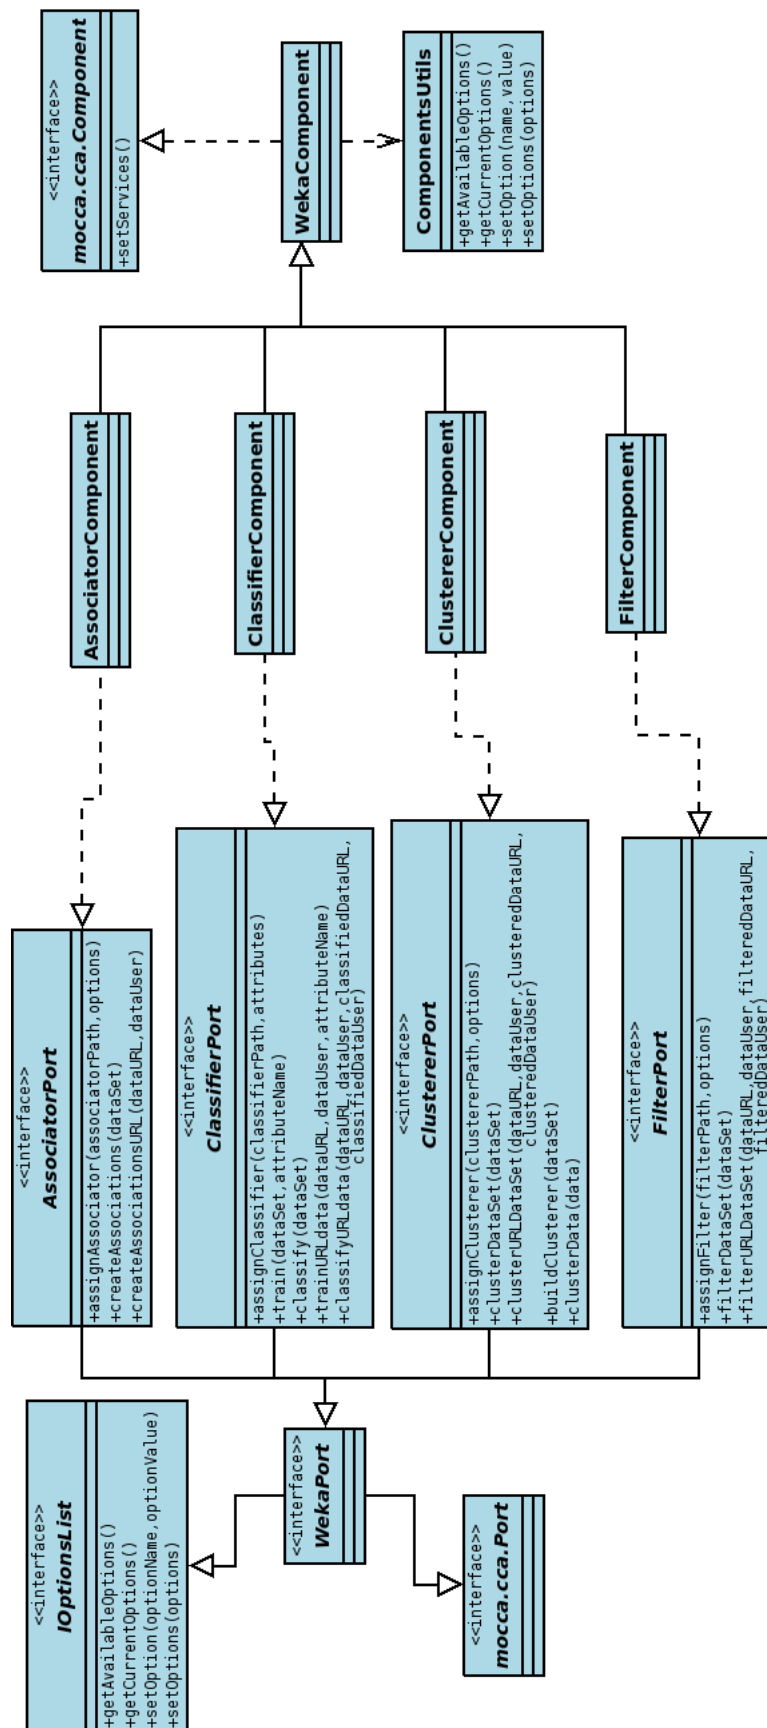 <<interface>>
IOptionsList
+getAvailableOptions()
+getCurrentOptions()
+setOption(optionName,optionValue)
+setOptions(options)
<<interface>>
WekaPort
<<interface>>
mocca.cca.Port
<<interface>>
AssociatorPort
+assignAssociator(associatorPath,options)
+createAssociations(dataSet)
+createAssociationsURL(dataURL,dataUser)
<<interface>>
ClassifierPort
+assignClassifier(classifierPath,attributes)
+train(dataSet,attributeName)
+classify(dataSet)
+trainURLdata(dataURL,dataUser,attributeName)
+classifyURLdata(dataURL,dataUser,classifiedDataURL,
classifiedDataUser)
<<interface>>
ClustererPort
+assignClusterer(clustererPath,options)
+clusterDataSet(dataSet)
+clusterURLDataSet(dataURL,dataUser,clusteredDataURL,
clusteredDataUser)
+buildClusterer(dataSet)
+clusterData(data)
<<interface>>
FilterPort
+assignFilter(filterPath,options)
+filterDataSet(dataSet)
+filterURLDataSet(dataURL,dataUser,filteredDataURL,
filteredDataUser)
AssociatorComponent
ClassifierComponent
ClustererComponent
FilterComponent
<<interface>>
mocca.cca.Component
+setServices()
WekaComponent
ComponentsUtils
+getAvailableOptions()
+getCurrentOptions()
+setOption(name,value)
+setOptions(options)